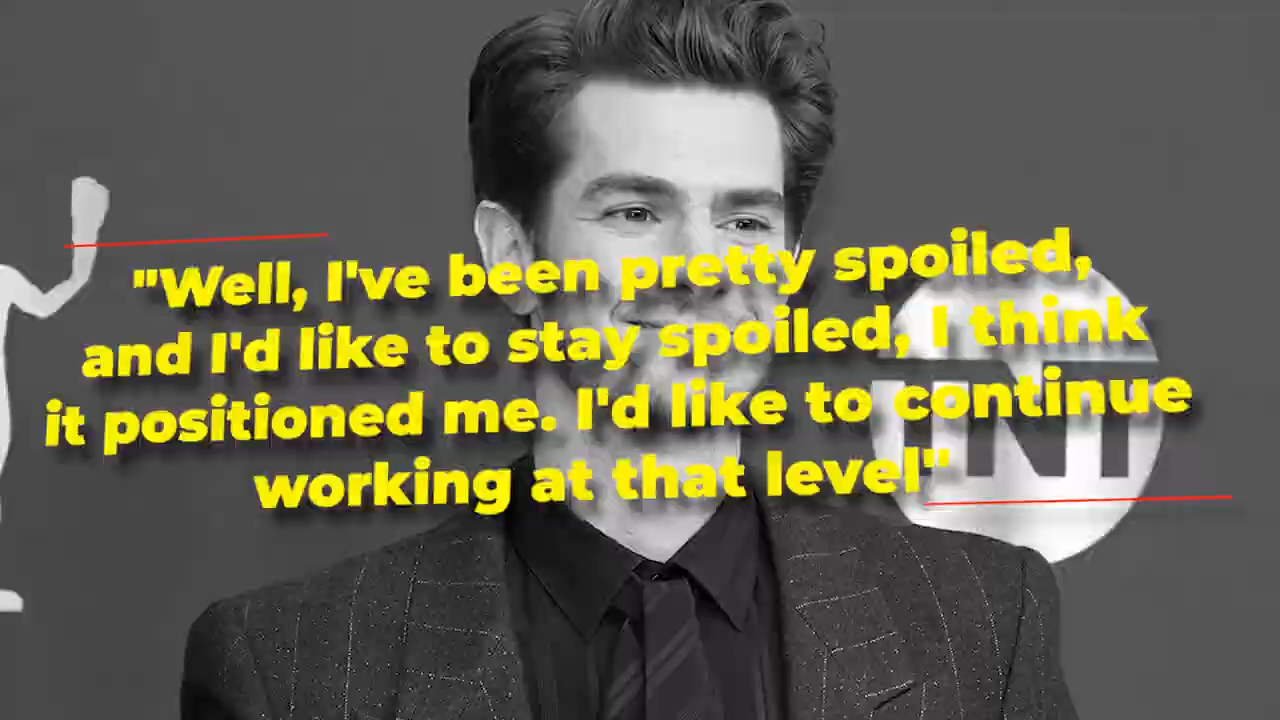 "Well, I've been pretty spoiled,
and I'd like to stay spoiled, I think
it positioned me. I'd like to continue
working at that level"
TNT